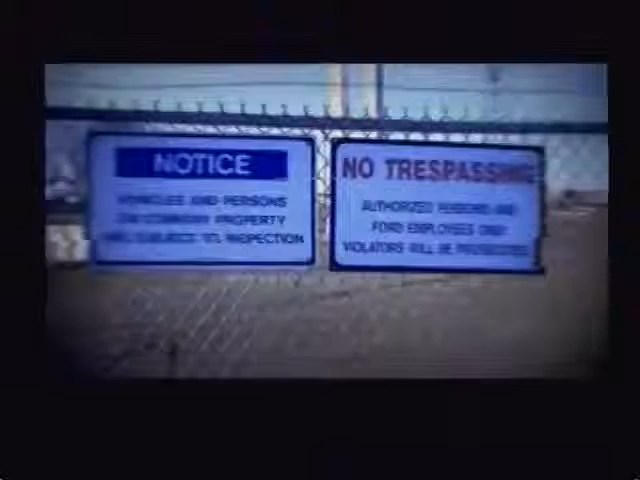 NOTICE
VEHICLES AND PERSONS
ON COMPANY PROPERTY
SUBJECT TO INSPECTION
NO TRESPASSING
AUTHORIZED PERSONS AND
FORD EMPLOYEES ONLY
VIOLATORS WILL BE PROSECUTED